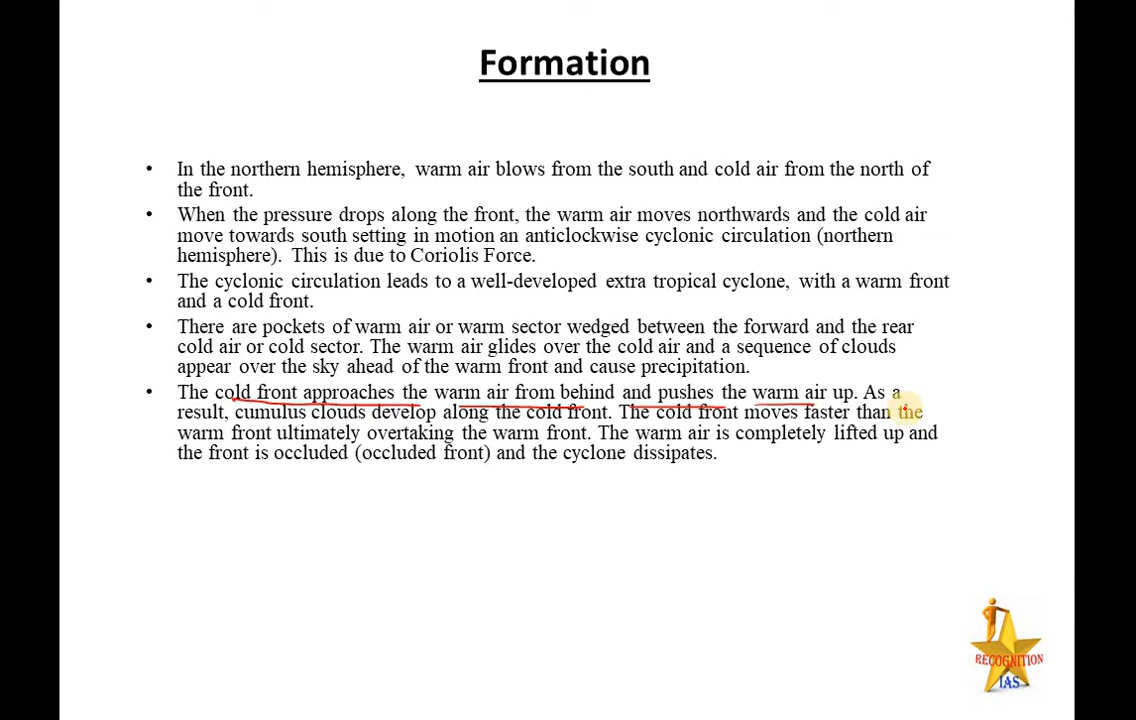 Formation
• In the northern hemisphere, warm air blows from the south and cold air from the north of
the front.
• When the pressure drops along the front, the warm air moves northwards and the cold air
move towards south setting in motion an anticlockwise cyclonic circulation (northern
hemisphere). This is due to Coriolis Force.
• The cyclonic circulation leads to a well-developed extra tropical cyclone, with a warm front
and a cold front.
• There are pockets of warm air or warm sector wedged between the forward and the rear
cold air or cold sector. The warm air glides over the cold air and a sequence of clouds
appear over the sky ahead of the warm front and cause precipitation.
• The cold front approaches the warm air from behind and pushes the warm air up. As a
result, cumulus clouds develop along the cold front. The cold front moves faster than the
warm front ultimately overtaking the warm front. The warm air is completely lifted up and
the front is occluded (occluded front) and the cyclone dissipates.
RECOGNITION
IAS